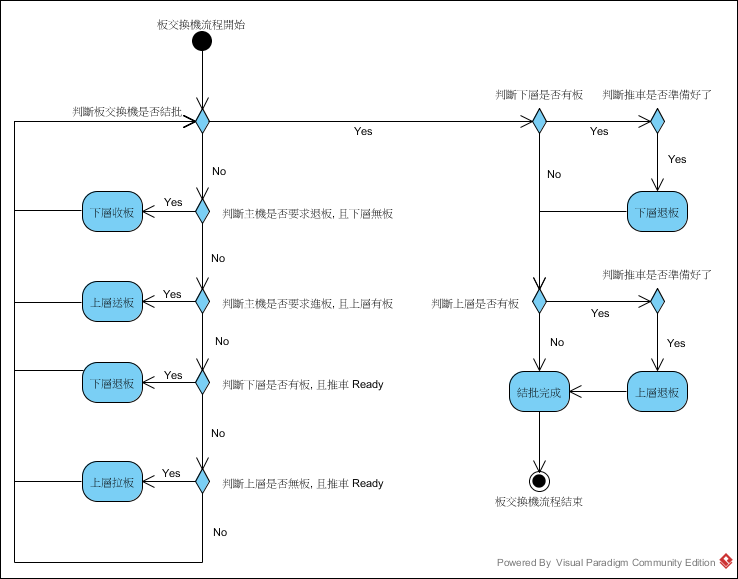 板交換機流程開始
判斷板交換機是否結批
Yes
判斷下層是否有板
判斷推車是否準備好了
Yes
Yes
No
No
下層收板
Yes
判斷主機是否要求退板, 且下層無板
下層退板
No
上層送板
Yes
判斷主機是否要求進板, 且上層有板
判斷上層是否有板
判斷推車是否準備好了
Yes
No
No
Yes
下層退板
Yes
判斷下層是否有板, 且推車 Ready
結批完成
上層退板
No
上層拉板
Yes
判斷上層是否無板, 且推車 Ready
板交換機流程結束
No
Powered By Visual Paradigm Community Edition